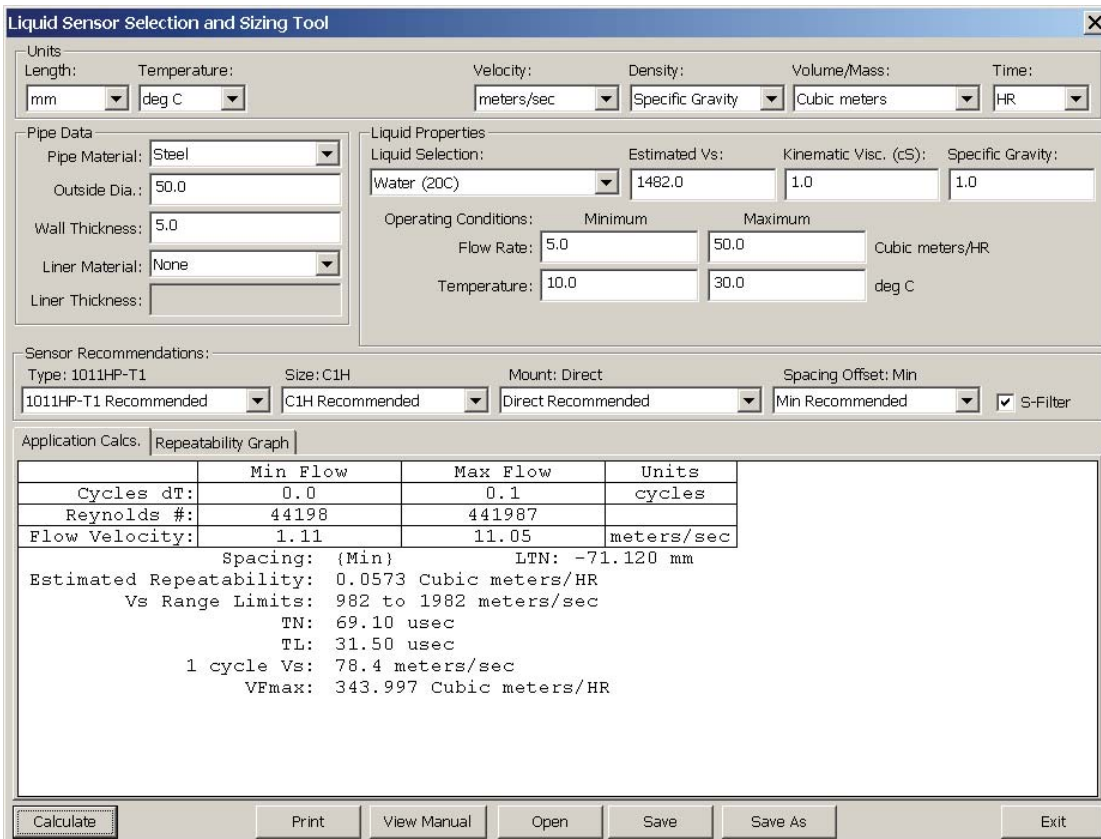 Liquid Sensor Selection and Sizing Tool
Units
Length: Temperature: Velocity: Density: Volume/Mass: Time:
mm deg C meters/sec Specific Gravity Cubic meters HR
Pipe Data
Pipe Material: Steel
Outside Dia.: 50.0
Wall Thickness: 5.0
Liner Material: None
Liner Thickness:
Liquid Properties
Liquid Selection: Estimated Vs: Kinematic Visc. (cS): Specific Gravity:
Water (20C) 1482.0 1.0 1.0
Operating Conditions: Minimum Maximum
Flow Rate: 5.0 50.0 Cubic meters/HR
Temperature: 10.0 30.0 deg C
Sensor Recommendations:
Type: 1011HP-T1 Size: C1H Mount: Direct Spacing Offset: Min
1011HP-T1 Recommended C1H Recommended Direct Recommended Min Recommended S-Filter
Application Calcs. Repeatability Graph
Min Flow Max Flow Units
Cycles dT: 0.0 0.1 cycles
Reynolds #: 44198 441987
Flow Velocity: 1.11 11.05 meters/sec
Spacing: {Min} LTN: -71.120 mm
Estimated Repeatability: 0.0573 Cubic meters/HR
Vs Range Limits: 982 to 1982 meters/sec
TN: 69.10 usec
TL: 31.50 usec
1 cycle Vs: 78.4 meters/sec
VFmax: 343.997 Cubic meters/HR
Calculate Print View Manual Open Save Save As Exit